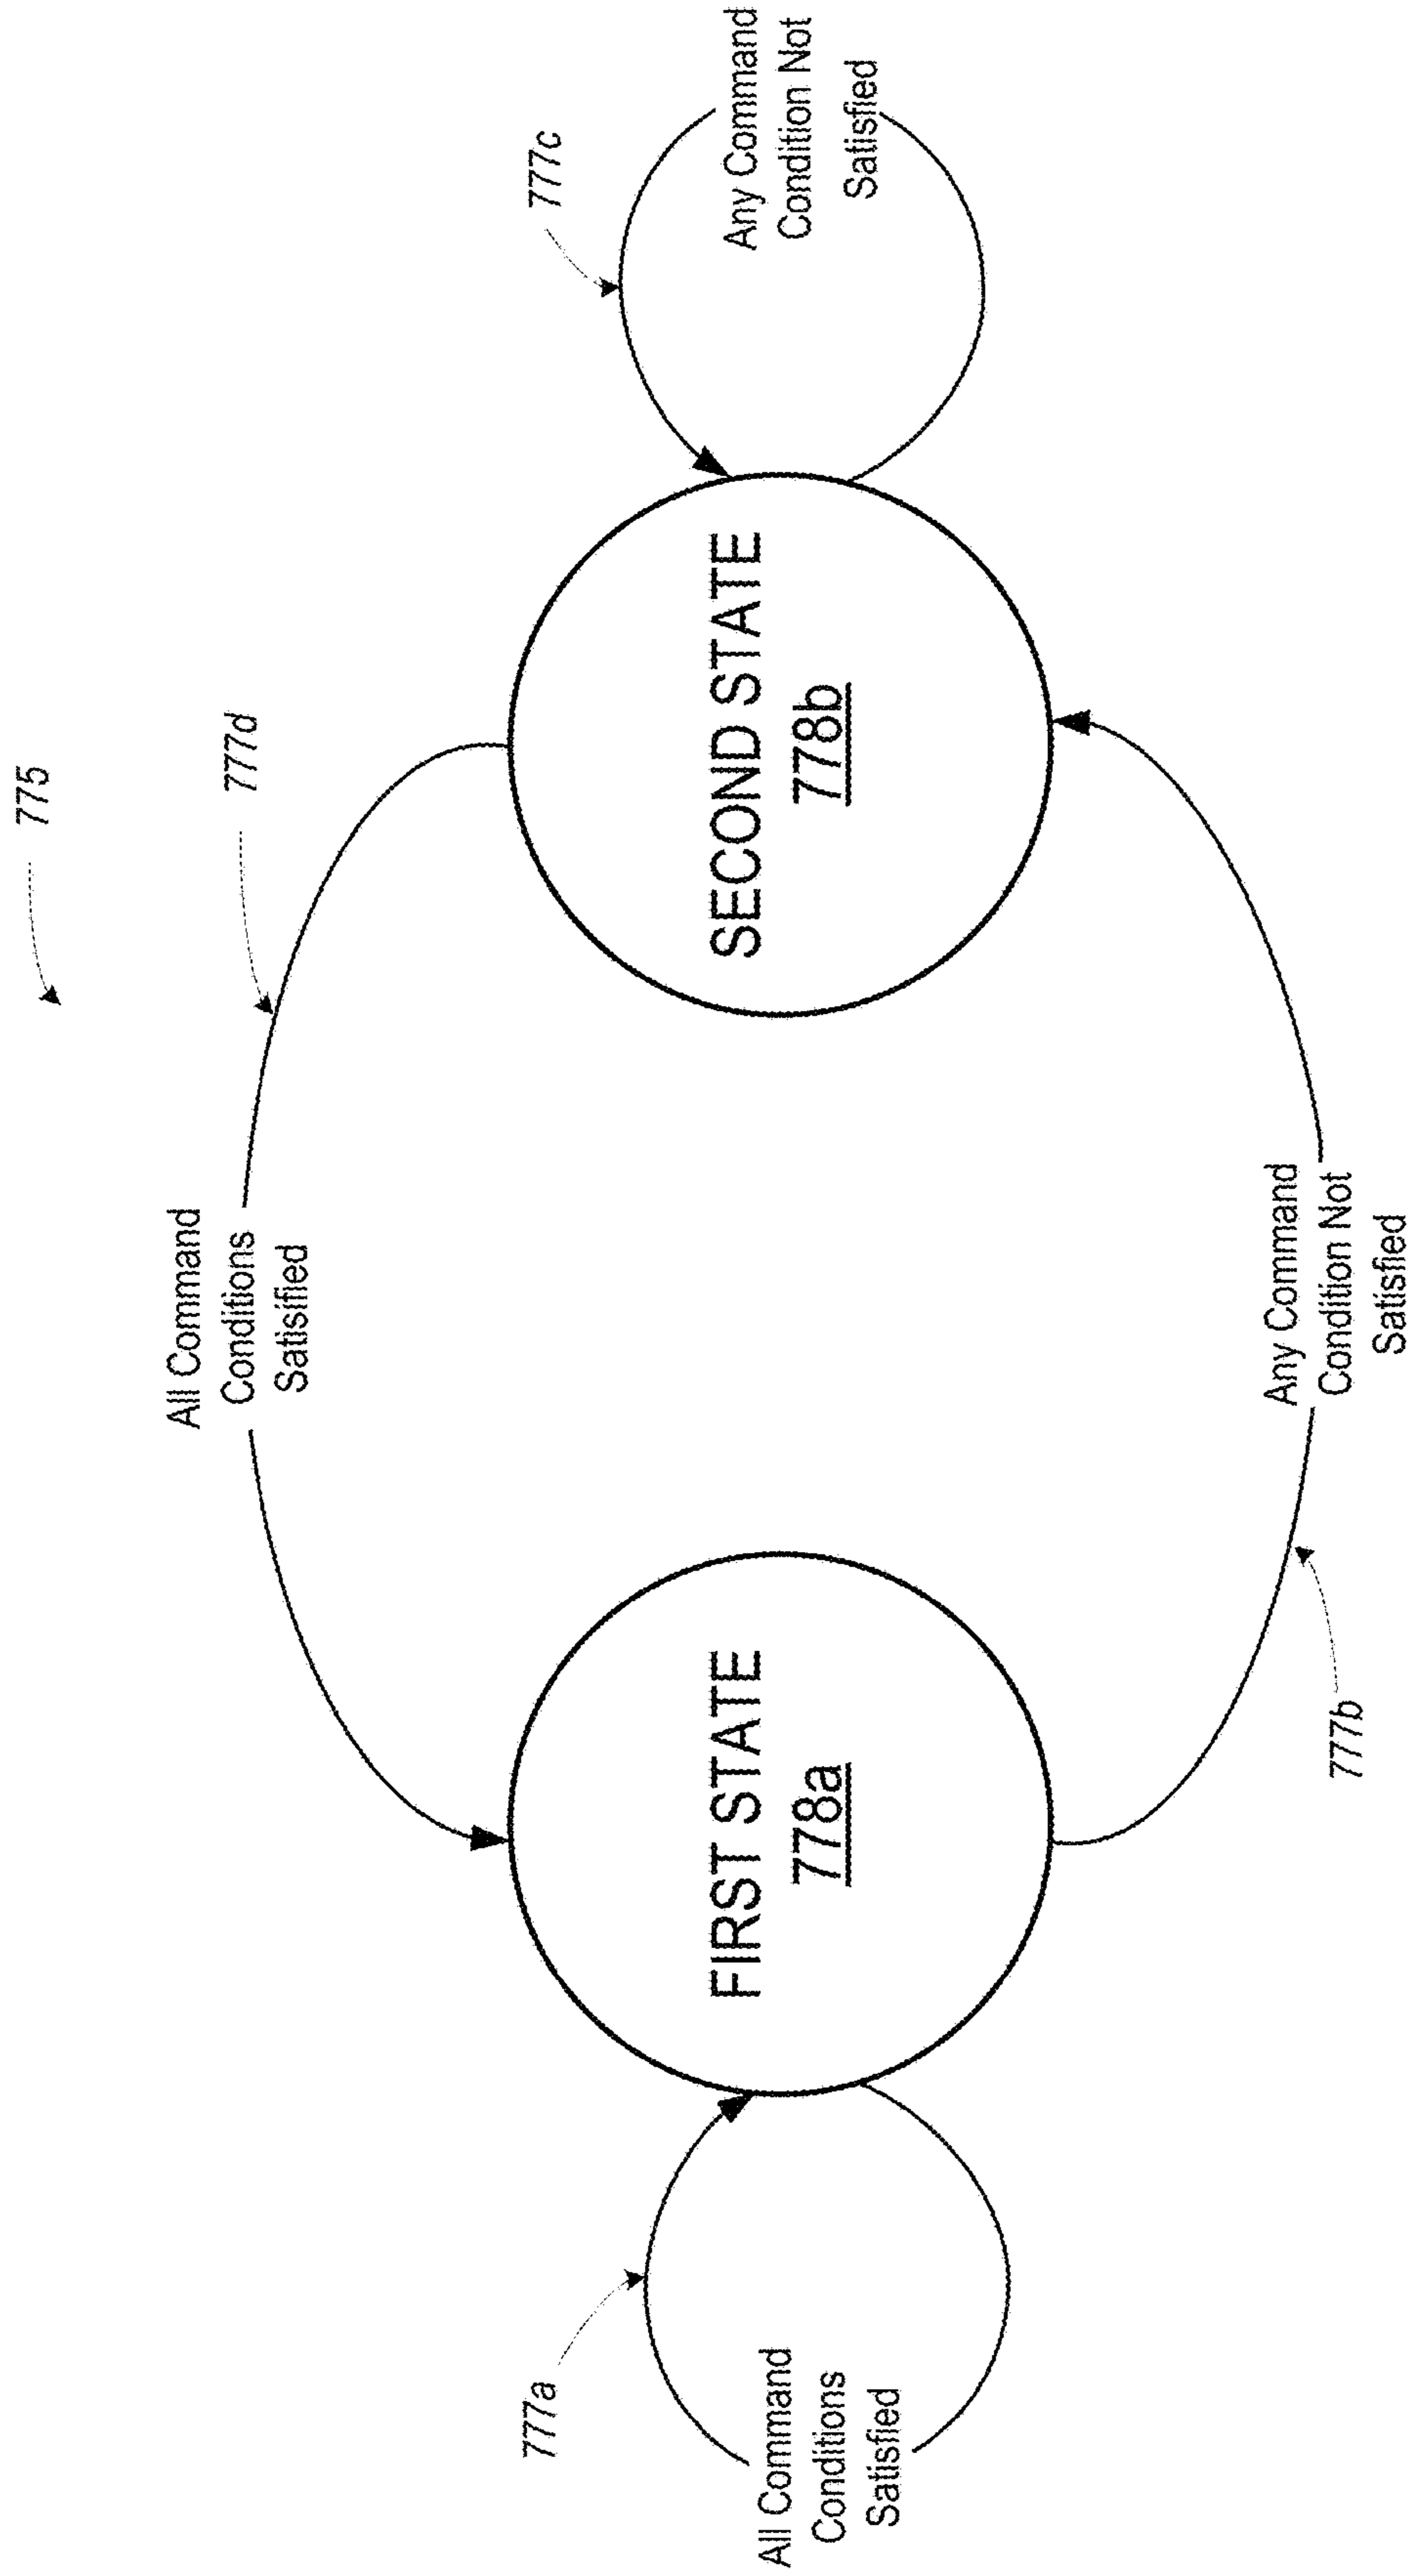 775
777d
All Command
Conditions
Satisified
777a
777c
All Command
Conditions
Satisfied
FIRST STATE
778a
SECOND STATE
778b
Any Command
Condition Not
Satisfied
777b
Any Command
Condition Not
Satisfied